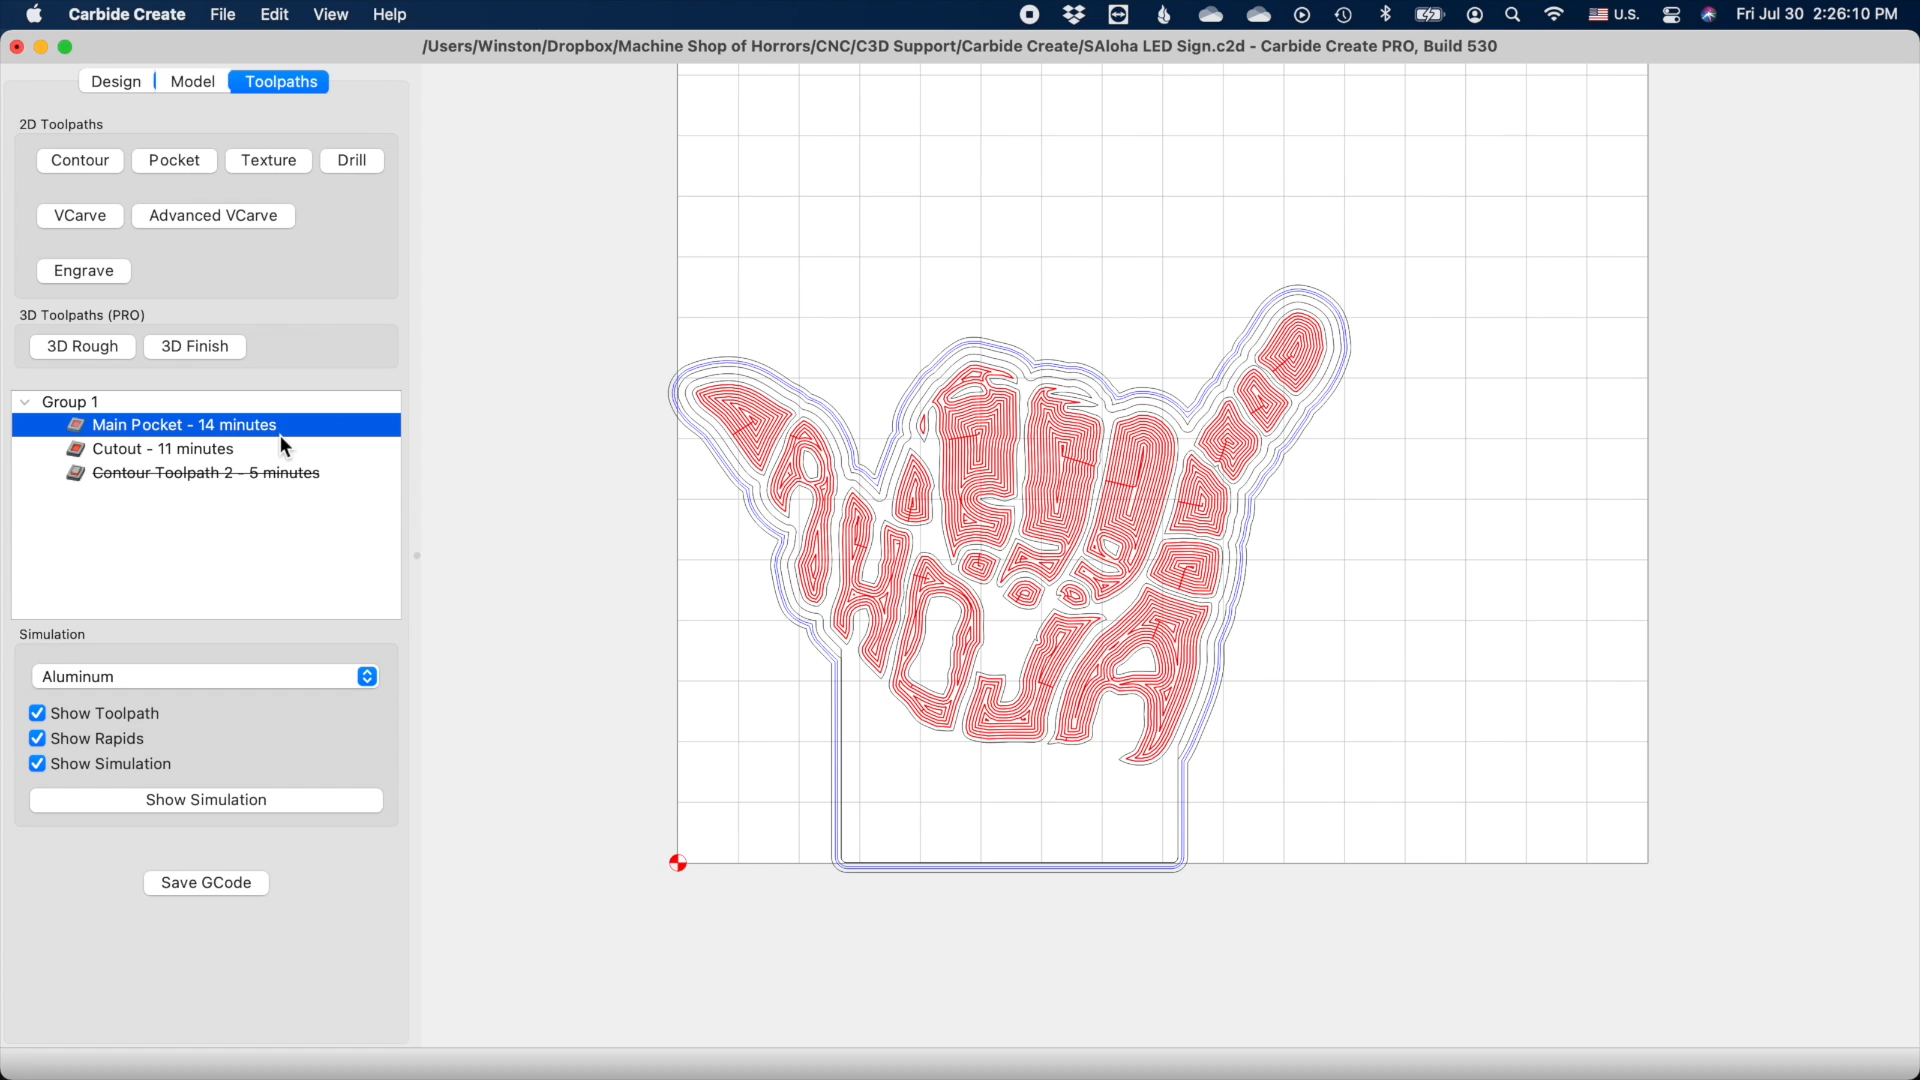 Carbide Create File Edit View Help U.S. Fri Jul 30 2:26:10 PM
/Users/Winston/Dropbox/Machine Shop of Horrors/CNC/C3D Support/Carbide Create/SAloha LED Sign.c2d - Carbide Create PRO, Build 530
Design Model Toolpaths
2D Toolpaths
Contour Pocket Texture Drill
VCarve Advanced VCarve
Engrave
3D Toolpaths (PRO)
3D Rough 3D Finish
Group 1
Main Pocket - 14 minutes
Cutout - 11 minutes
Contour Toolpath 2 - 5 minutes
Simulation
Aluminum
Show Toolpath
Show Rapids
Show Simulation
Show Simulation
Save GCode